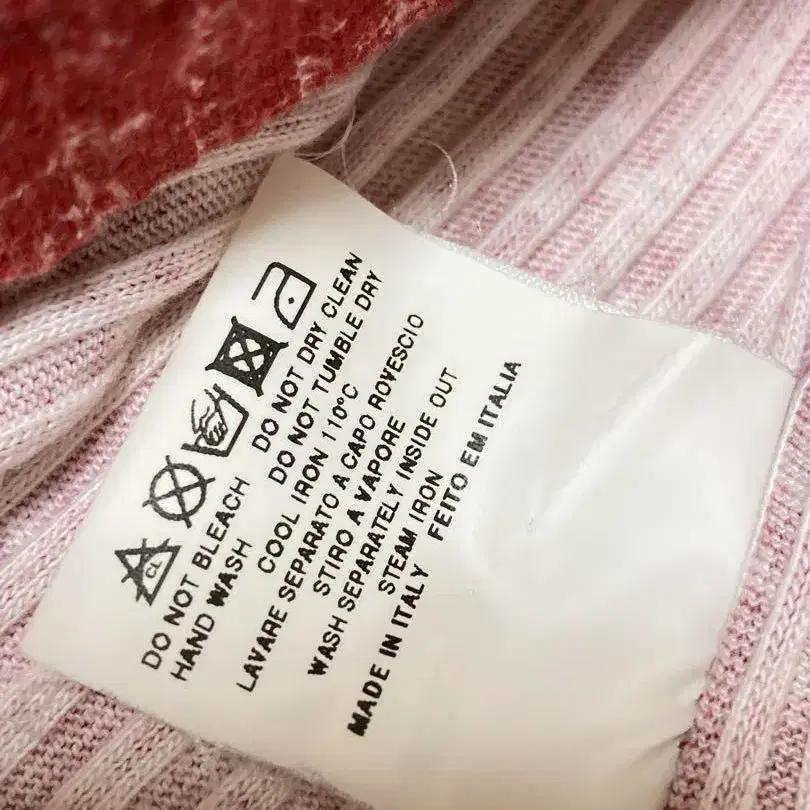 CL
DO NOT BLEACH DO NOT DRY CLEAN
HAND WASH DO NOT TUMBLE DRY
COOL IRON 110°C
LAVARE SEPARATO A CAPO ROVESCIO
STIRO A VAPORE
WASH SEPARATELY INSIDE OUT
STEAM IRON
MADE IN ITALY FEITO EM ITALIA